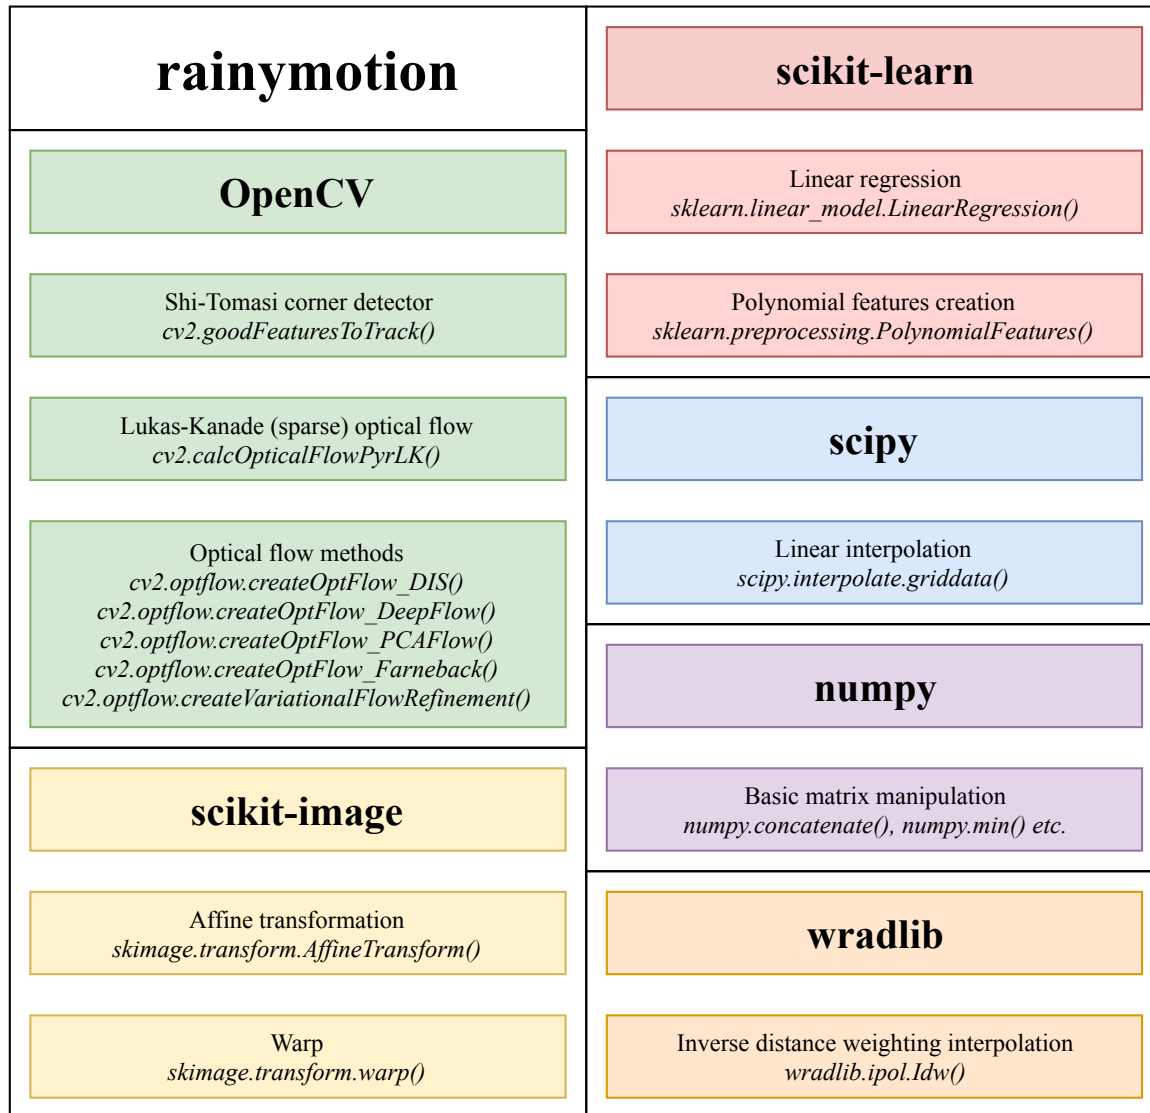 rainymotion
OpenCV
Shi-Tomasi corner detector
cv2.goodFeaturesToTrack()
Lukas-Kanade (sparse) optical flow
cv2.calcOpticalFlowPyrLK()
Optical flow methods
cv2.optflow.createOptFlow_DIS()
cv2.optflow.createOptFlow_DeepFlow()
cv2.optflow.createOptFlow_PCAFlow()
cv2.optflow.createOptFlow_Farneback()
cv2.optflow.createVariationalFlowRefinement()
scikit-image
Affine transformation
skimage.transform.AffineTransform()
Warp
skimage.transform.warp()
scikit-learn
Linear regression
sklearn.linear_model.LinearRegression()
Polynomial features creation
sklearn.preprocessing.PolynomialFeatures()
scipy
Linear interpolation
scipy.interpolate.griddata()
numpy
Basic matrix manipulation
numpy.concatenate(), numpy.min() etc.
wradlib
Inverse distance weighting interpolation
wradlib.ipol.Idw()